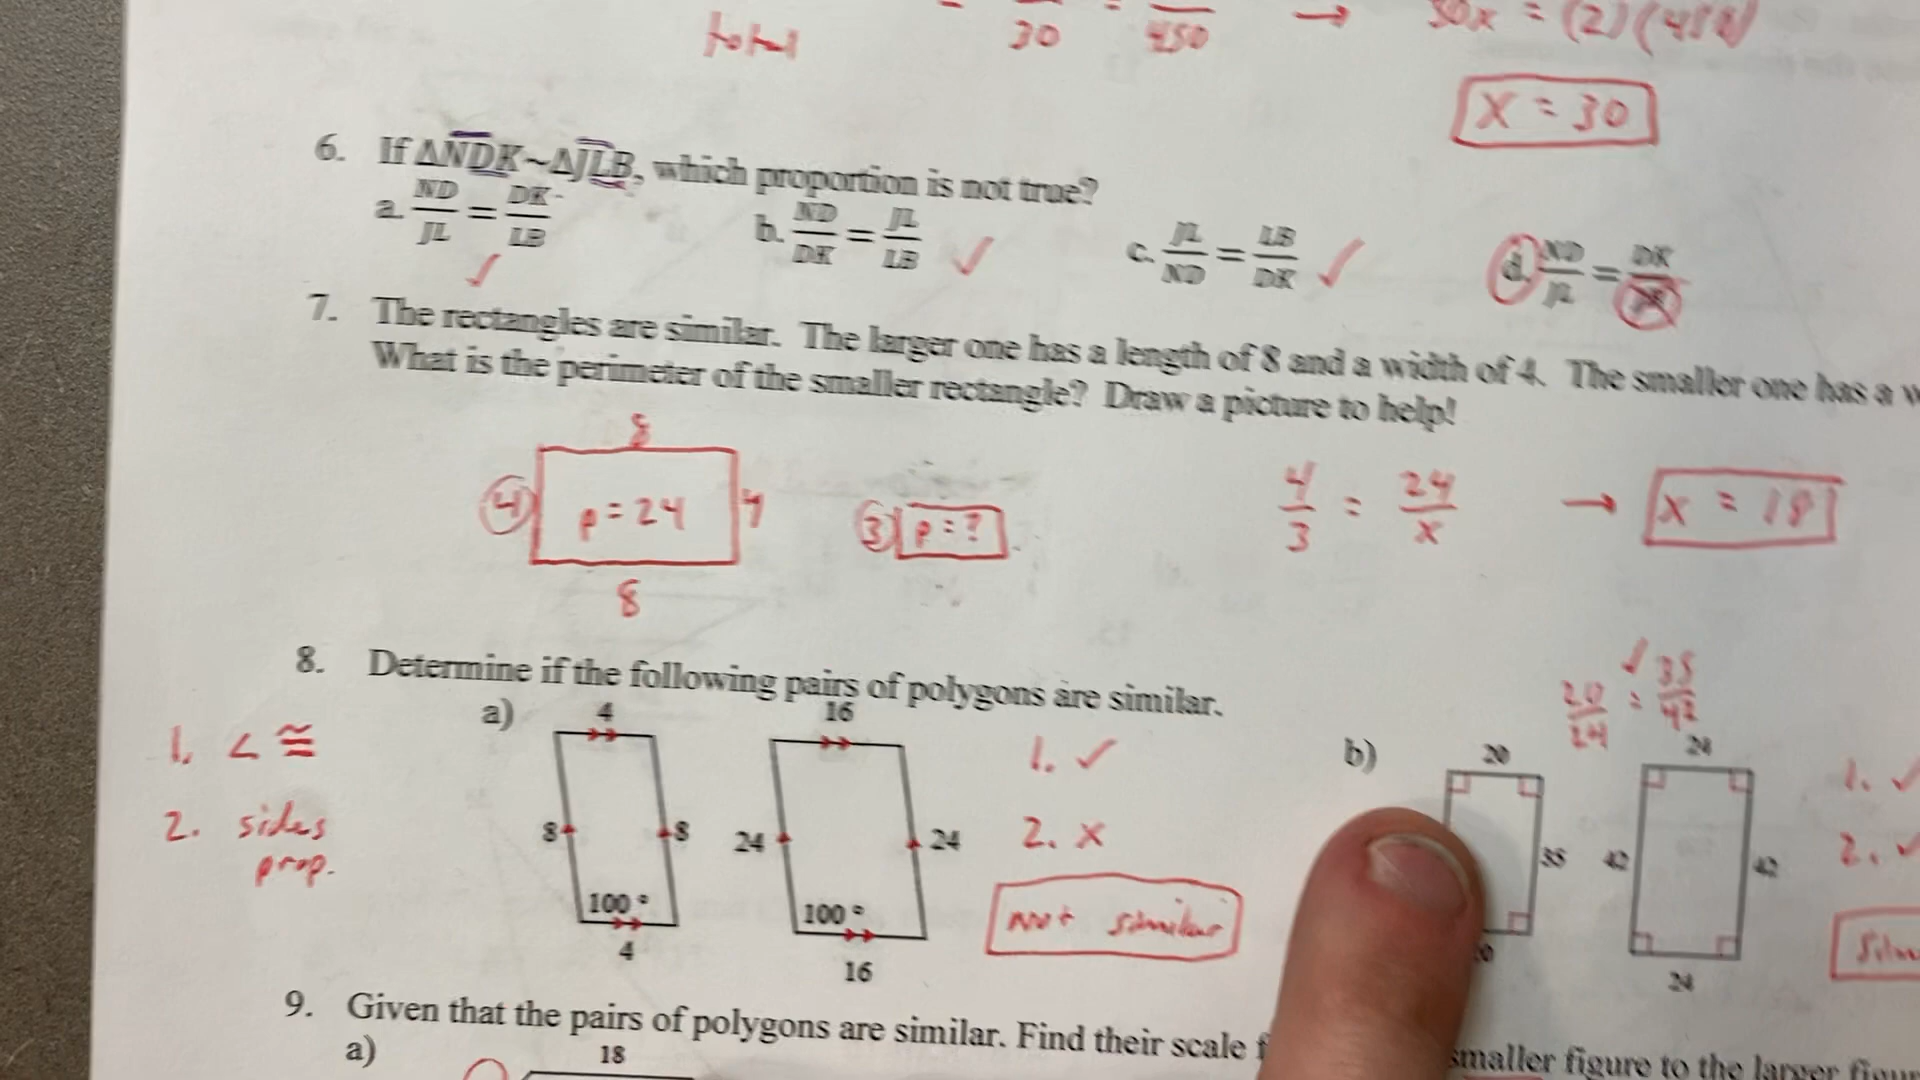 total 30 = 450 → 30x = (2)(450)
x = 30
6. If ΔNDK~ΔJLB, which proportion is not true?
a. ND/JL = DK/LB ✓ b. ND/DK = JL/LB ✓ c. JL/ND = LB/DK ✓ d. ND/JL = DK
7. The rectangles are similar. The larger one has a length of 8 and a width of 4. The smaller one has a w
What is the perimeter of the smaller rectangle? Draw a picture to help!
8
4 p = 24 4 3 p = ? 4/3 = 24/x → x = 18
8
8. Determine if the following pairs of polygons are similar.
✓
20/24 = 35/42
a) 4 16
1. ∠ ≅
1. ✓
b) 20 24
1. ✓
2. sides prop.
8 8 24 24
2. x
35 42 42
2. ✓
100° 100°
not similar
4 16
24
9. Given that the pairs of polygons are similar. Find their scale smaller figure to the larger figur
a) 18